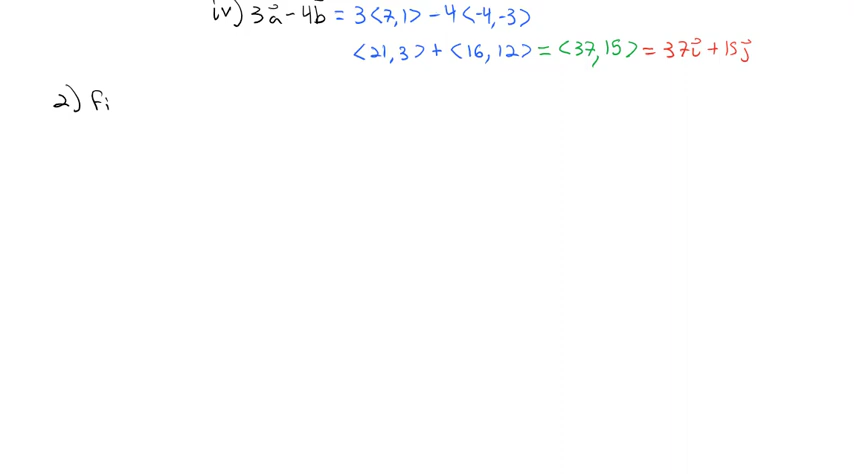 iv) 3a⃗ - 4b = 3<7,1> - 4<-4,-3>
<21,3> + <16,12> = <37,15> = 37i⃗ + 15j⃗
2) fi